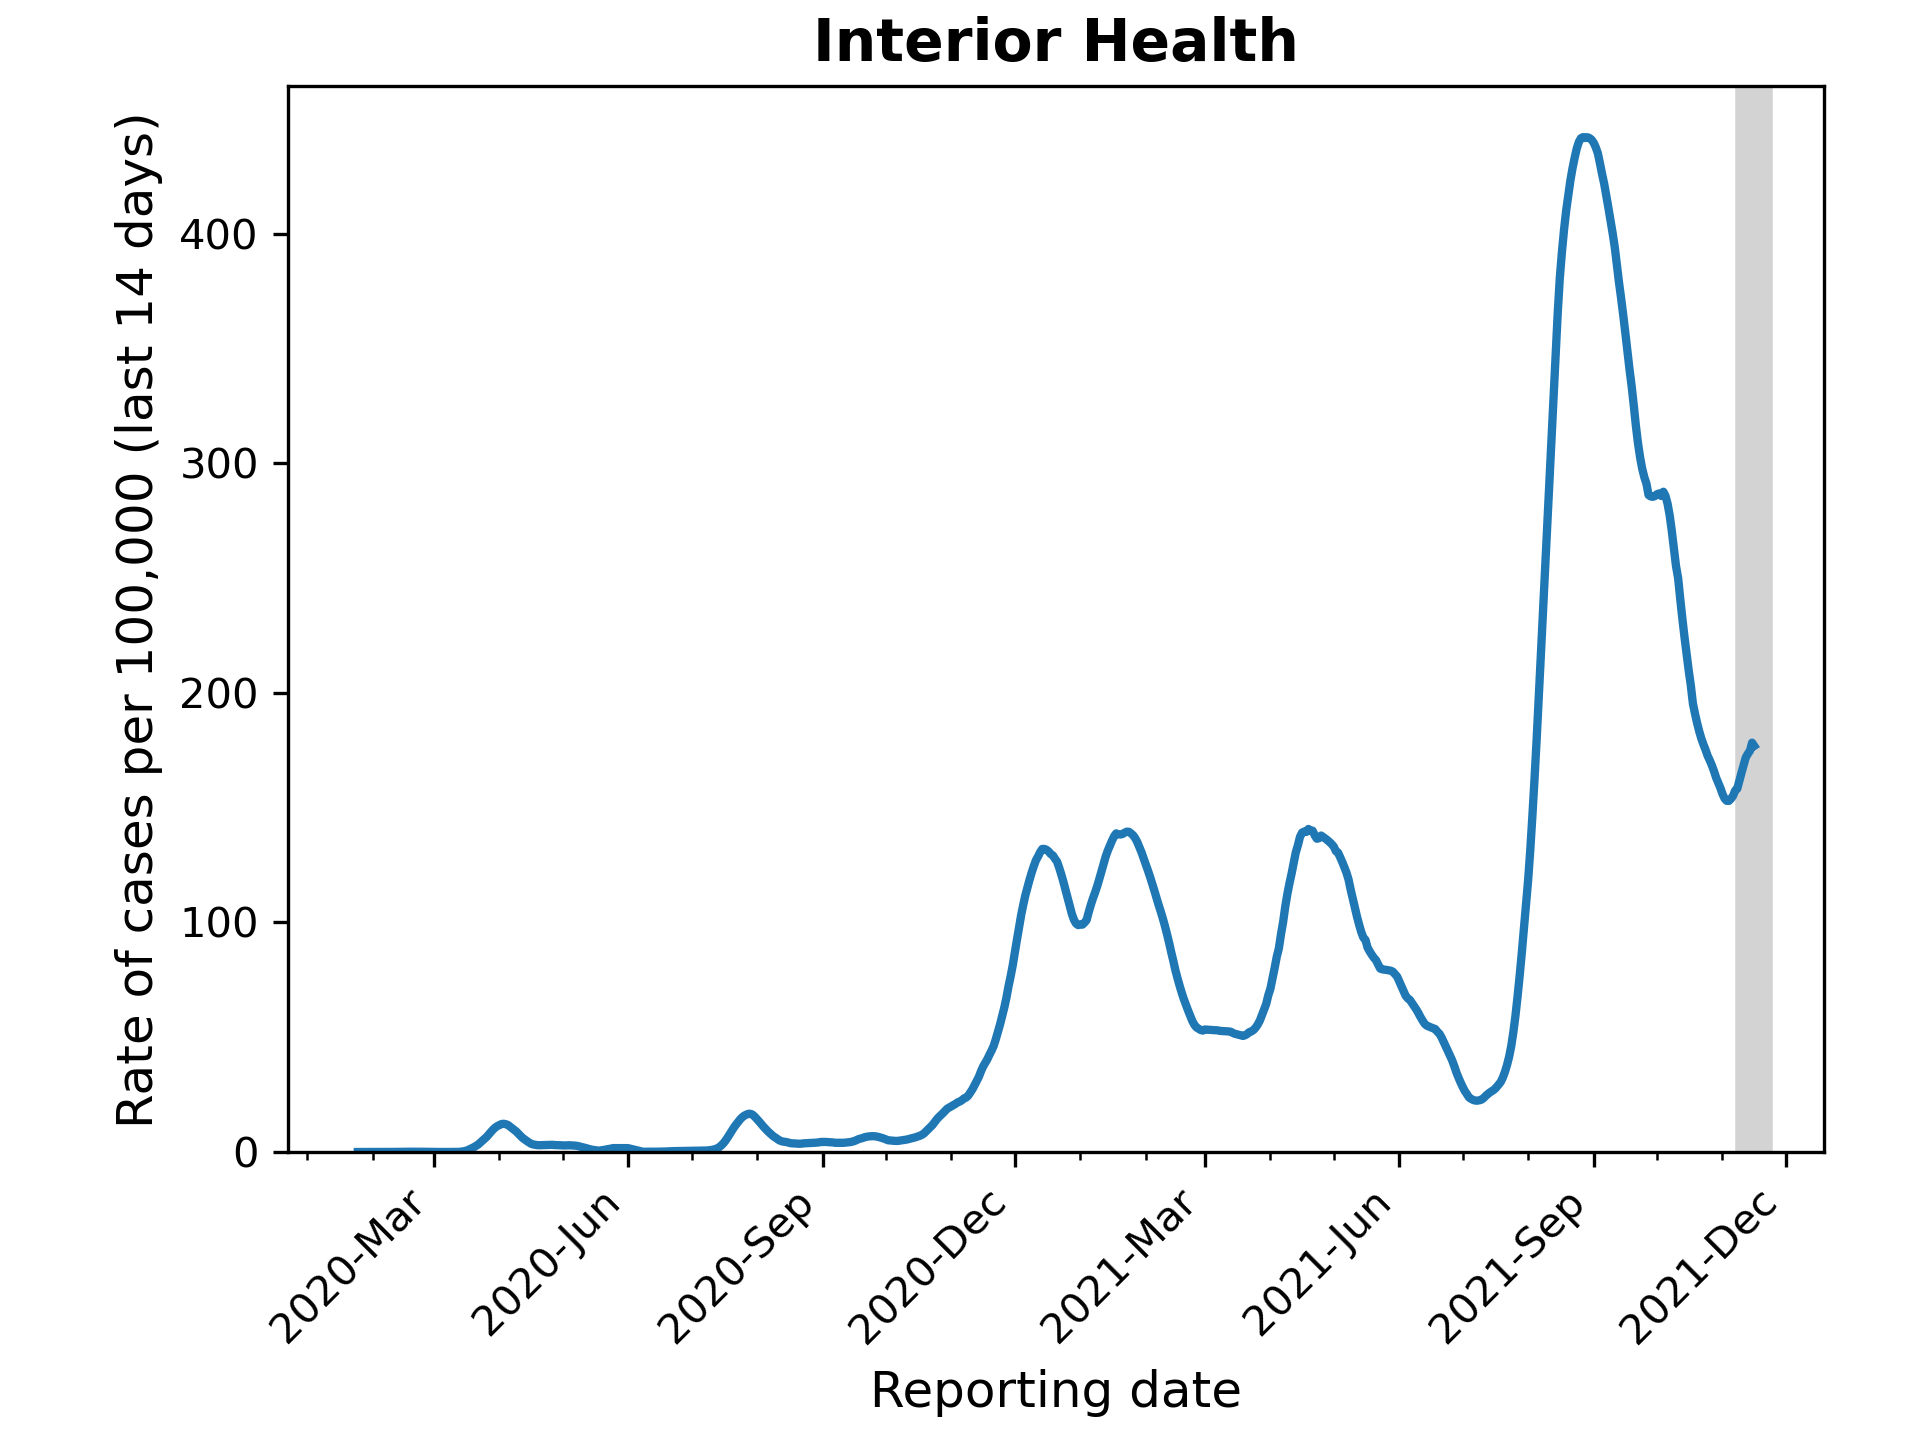 Interior Health
Rate of cases per 100,000 (last 14 days)
400
300
200
100
0
2020-Mar
2020-Jun
2020-Sep
2020-Dec
2021-Mar
2021-Jun
2021-Sep
2021-Dec
Reporting date